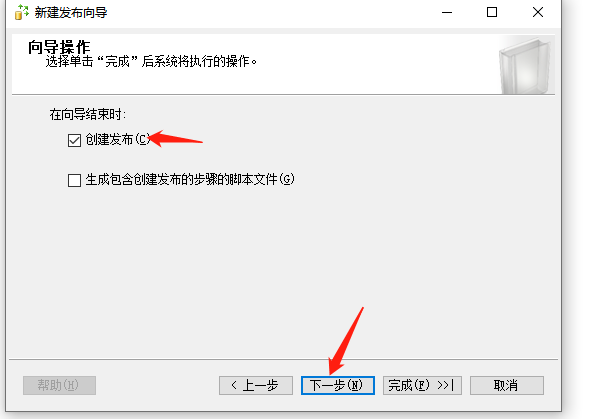 新建发布向导
向导操作
选择单击“完成”后系统将执行的操作。
在向导结束时:
创建发布(C)
生成包含创建发布的步骤的脚本文件(G)
帮助(H)
< 上一步
下一步(N)
完成(F) >>|
取消